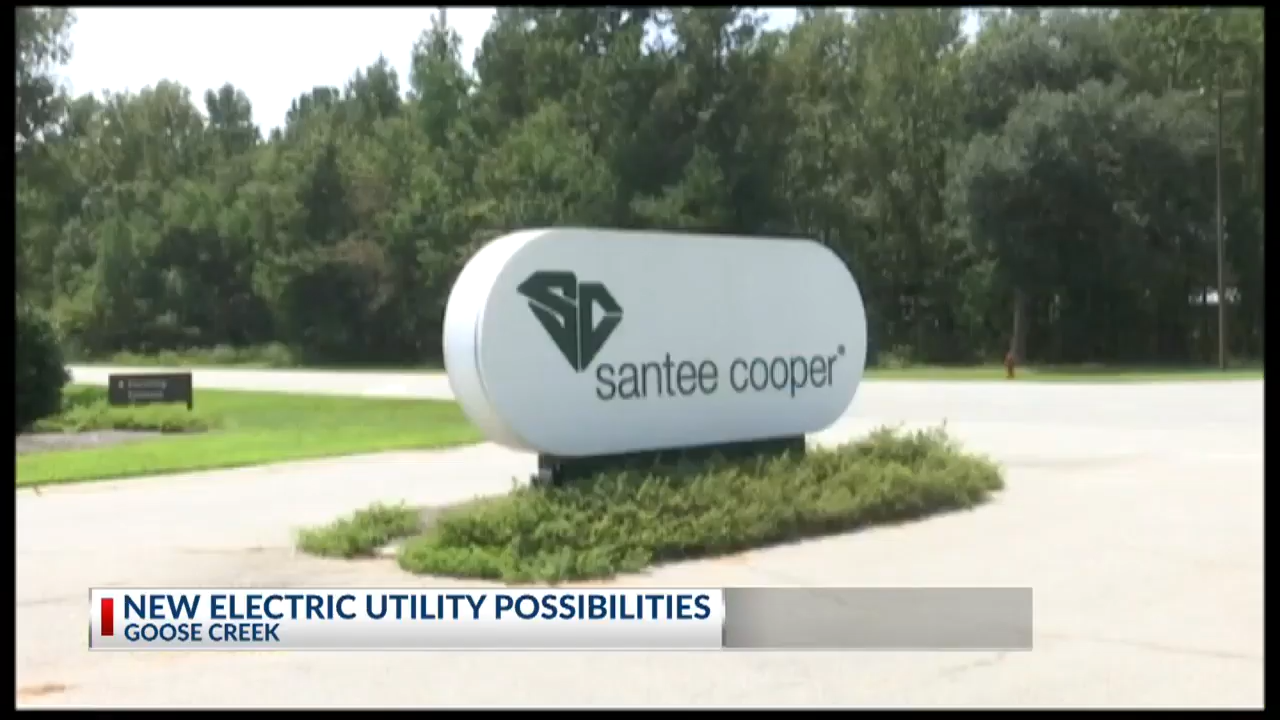 SC
santee cooper®
NEW ELECTRIC UTILITY POSSIBILITIES
GOOSE CREEK